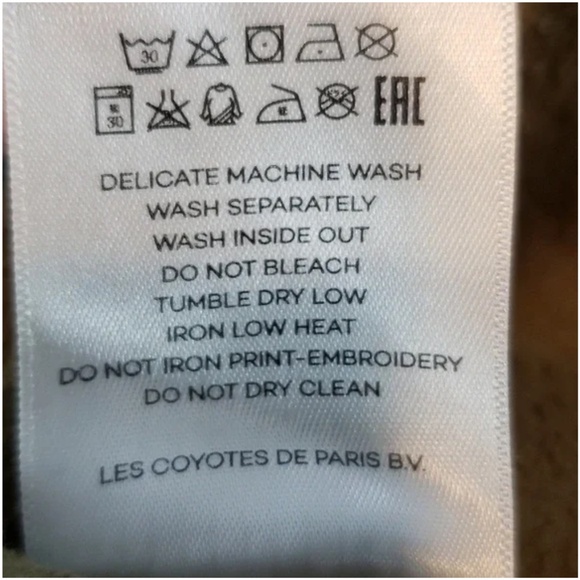 30
30 EAC
DELICATE MACHINE WASH
WASH SEPARATELY
WASH INSIDE OUT
DO NOT BLEACH
TUMBLE DRY LOW
IRON LOW HEAT
DO NOT IRON PRINT-EMBROIDERY
DO NOT DRY CLEAN
LES COYOTES DE PARIS B.V.